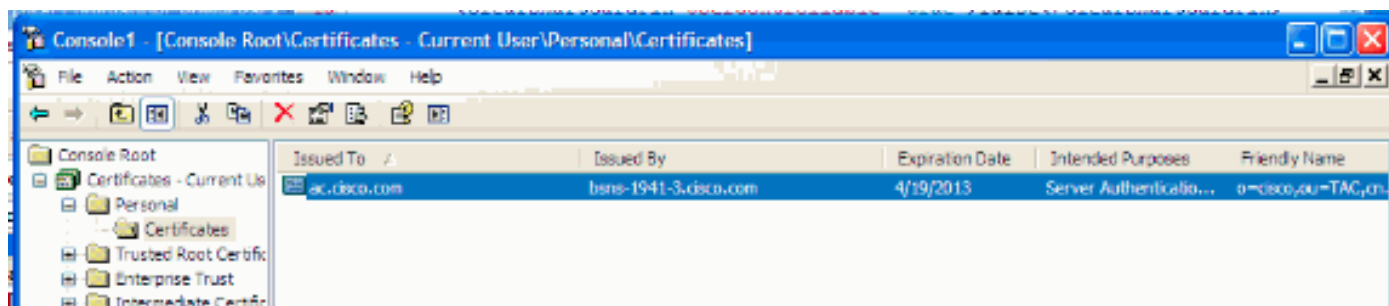 Console1 - [Console Root\Certificates - Current User\Personal\Certificates]
File Action View Favorites Window Help
Console Root
Certificates - Current Us
Personal
Certificates
Trusted Root Certific
Enterprise Trust
Intermediate Certific
Issued To Issued By Expiration Date Intended Purposes Friendly Name
ac.cisco.com bsns-1941-3.cisco.com 4/19/2013 Server Authenticatio... o=cisco,ou=TAC,cn.